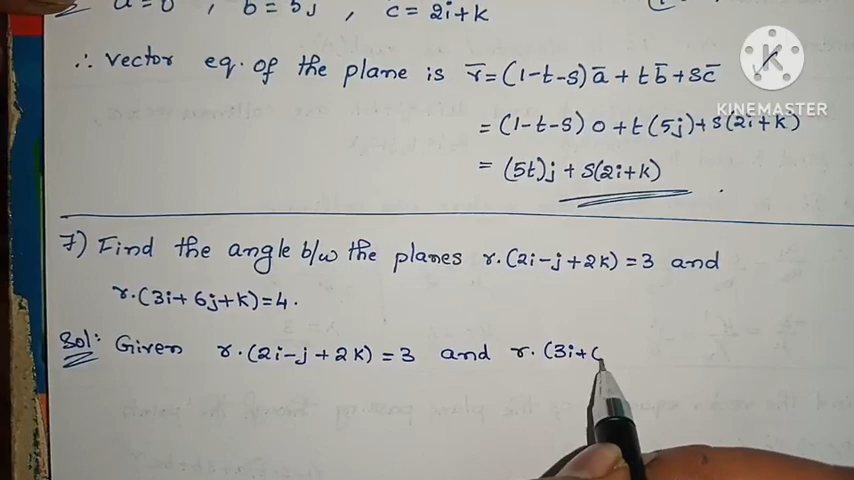 a = 0 , b = 5j , c̄ = 2i+k
∴ vector eq. of the plane is r̄ = (1-t-s) ā + t b̄ + s c̄
= (1-t-s) 0 + t (5j) + s(2i+k)
= (5t)j + s(2i+k)
KINEMASTER
7) Find the angle b/w the planes r.(2i-j+2k) = 3 and
r.(3i+6j+k)=4.
Sol: Given r.(2i-j+2k) = 3 and r.(3i+